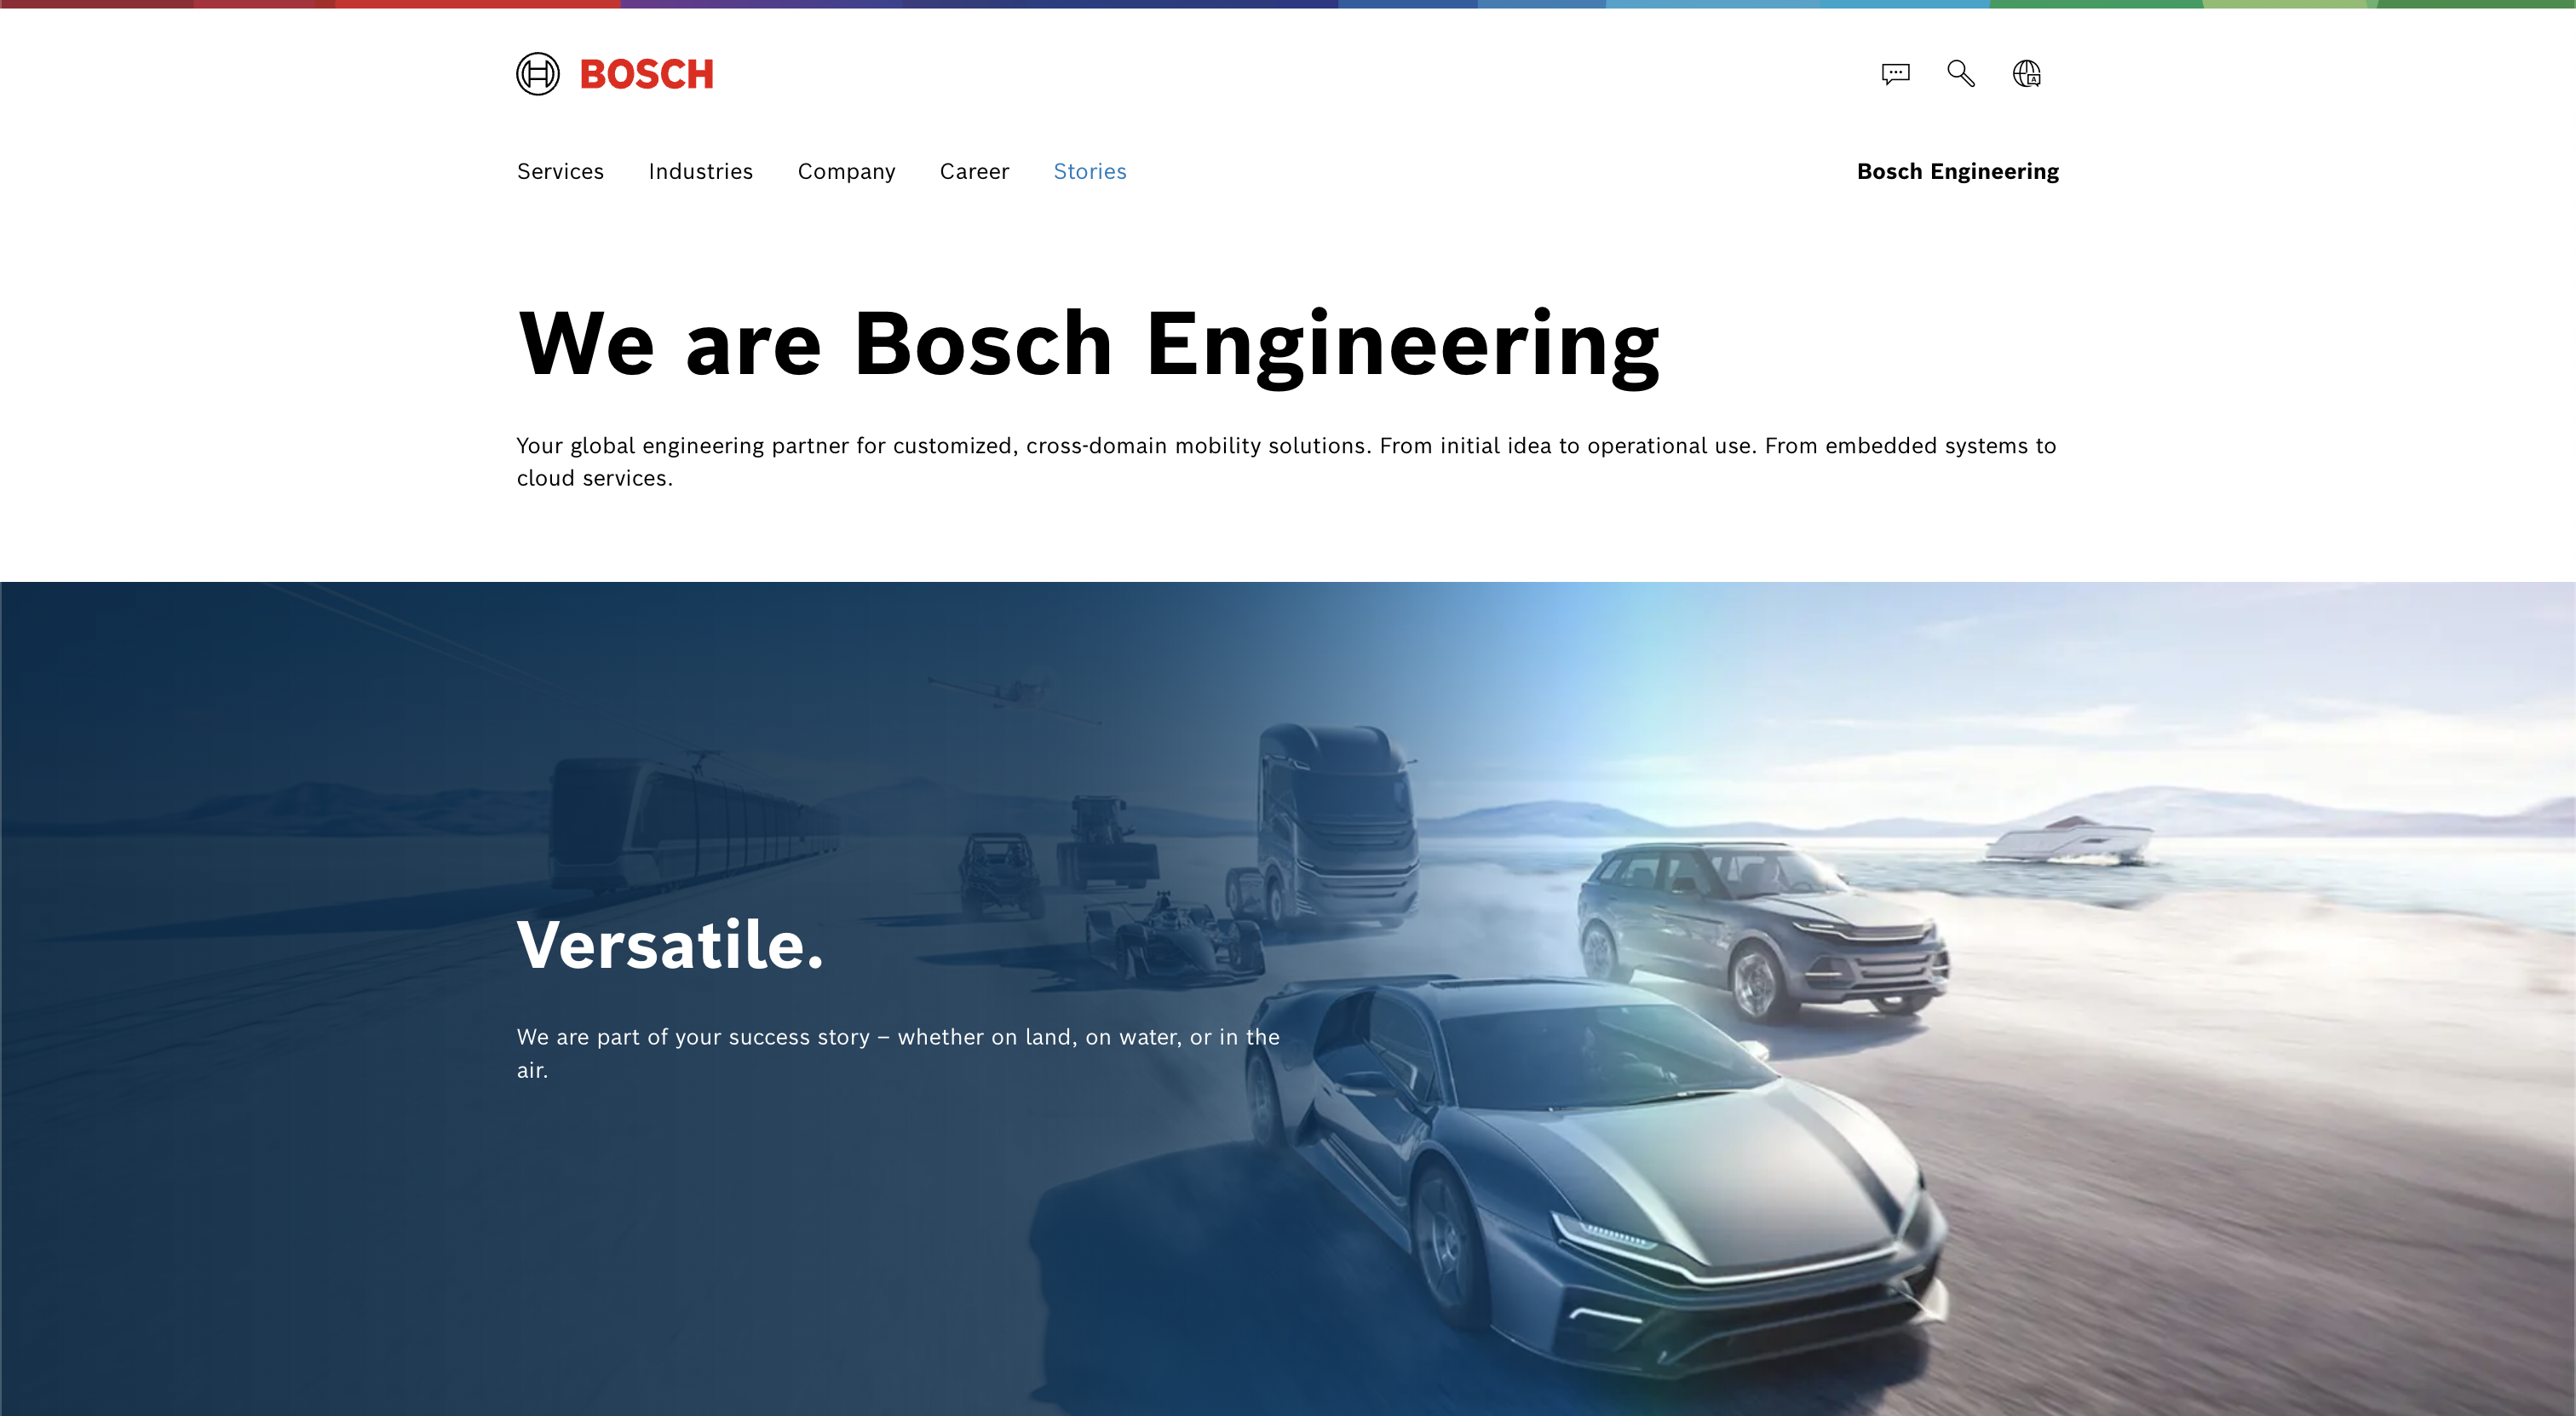 BOSCH
Services
Industries
Company
Career
Stories
Bosch Engineering
We are Bosch Engineering
Your global engineering partner for customized, cross-domain mobility solutions. From initial idea to operational use. From embedded systems to
cloud services.
Versatile.
We are part of your success story – whether on land, on water, or in the
air.